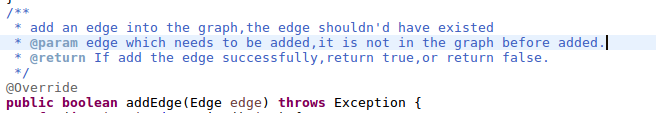 /**
 * add an edge into the graph,the edge shouldn'd have existed
 * @param edge which needs to be added,it is not in the graph before added.
 * @return If add the edge successfully,return true,or return false.
 */
@Override
public boolean addEdge(Edge edge) throws Exception {